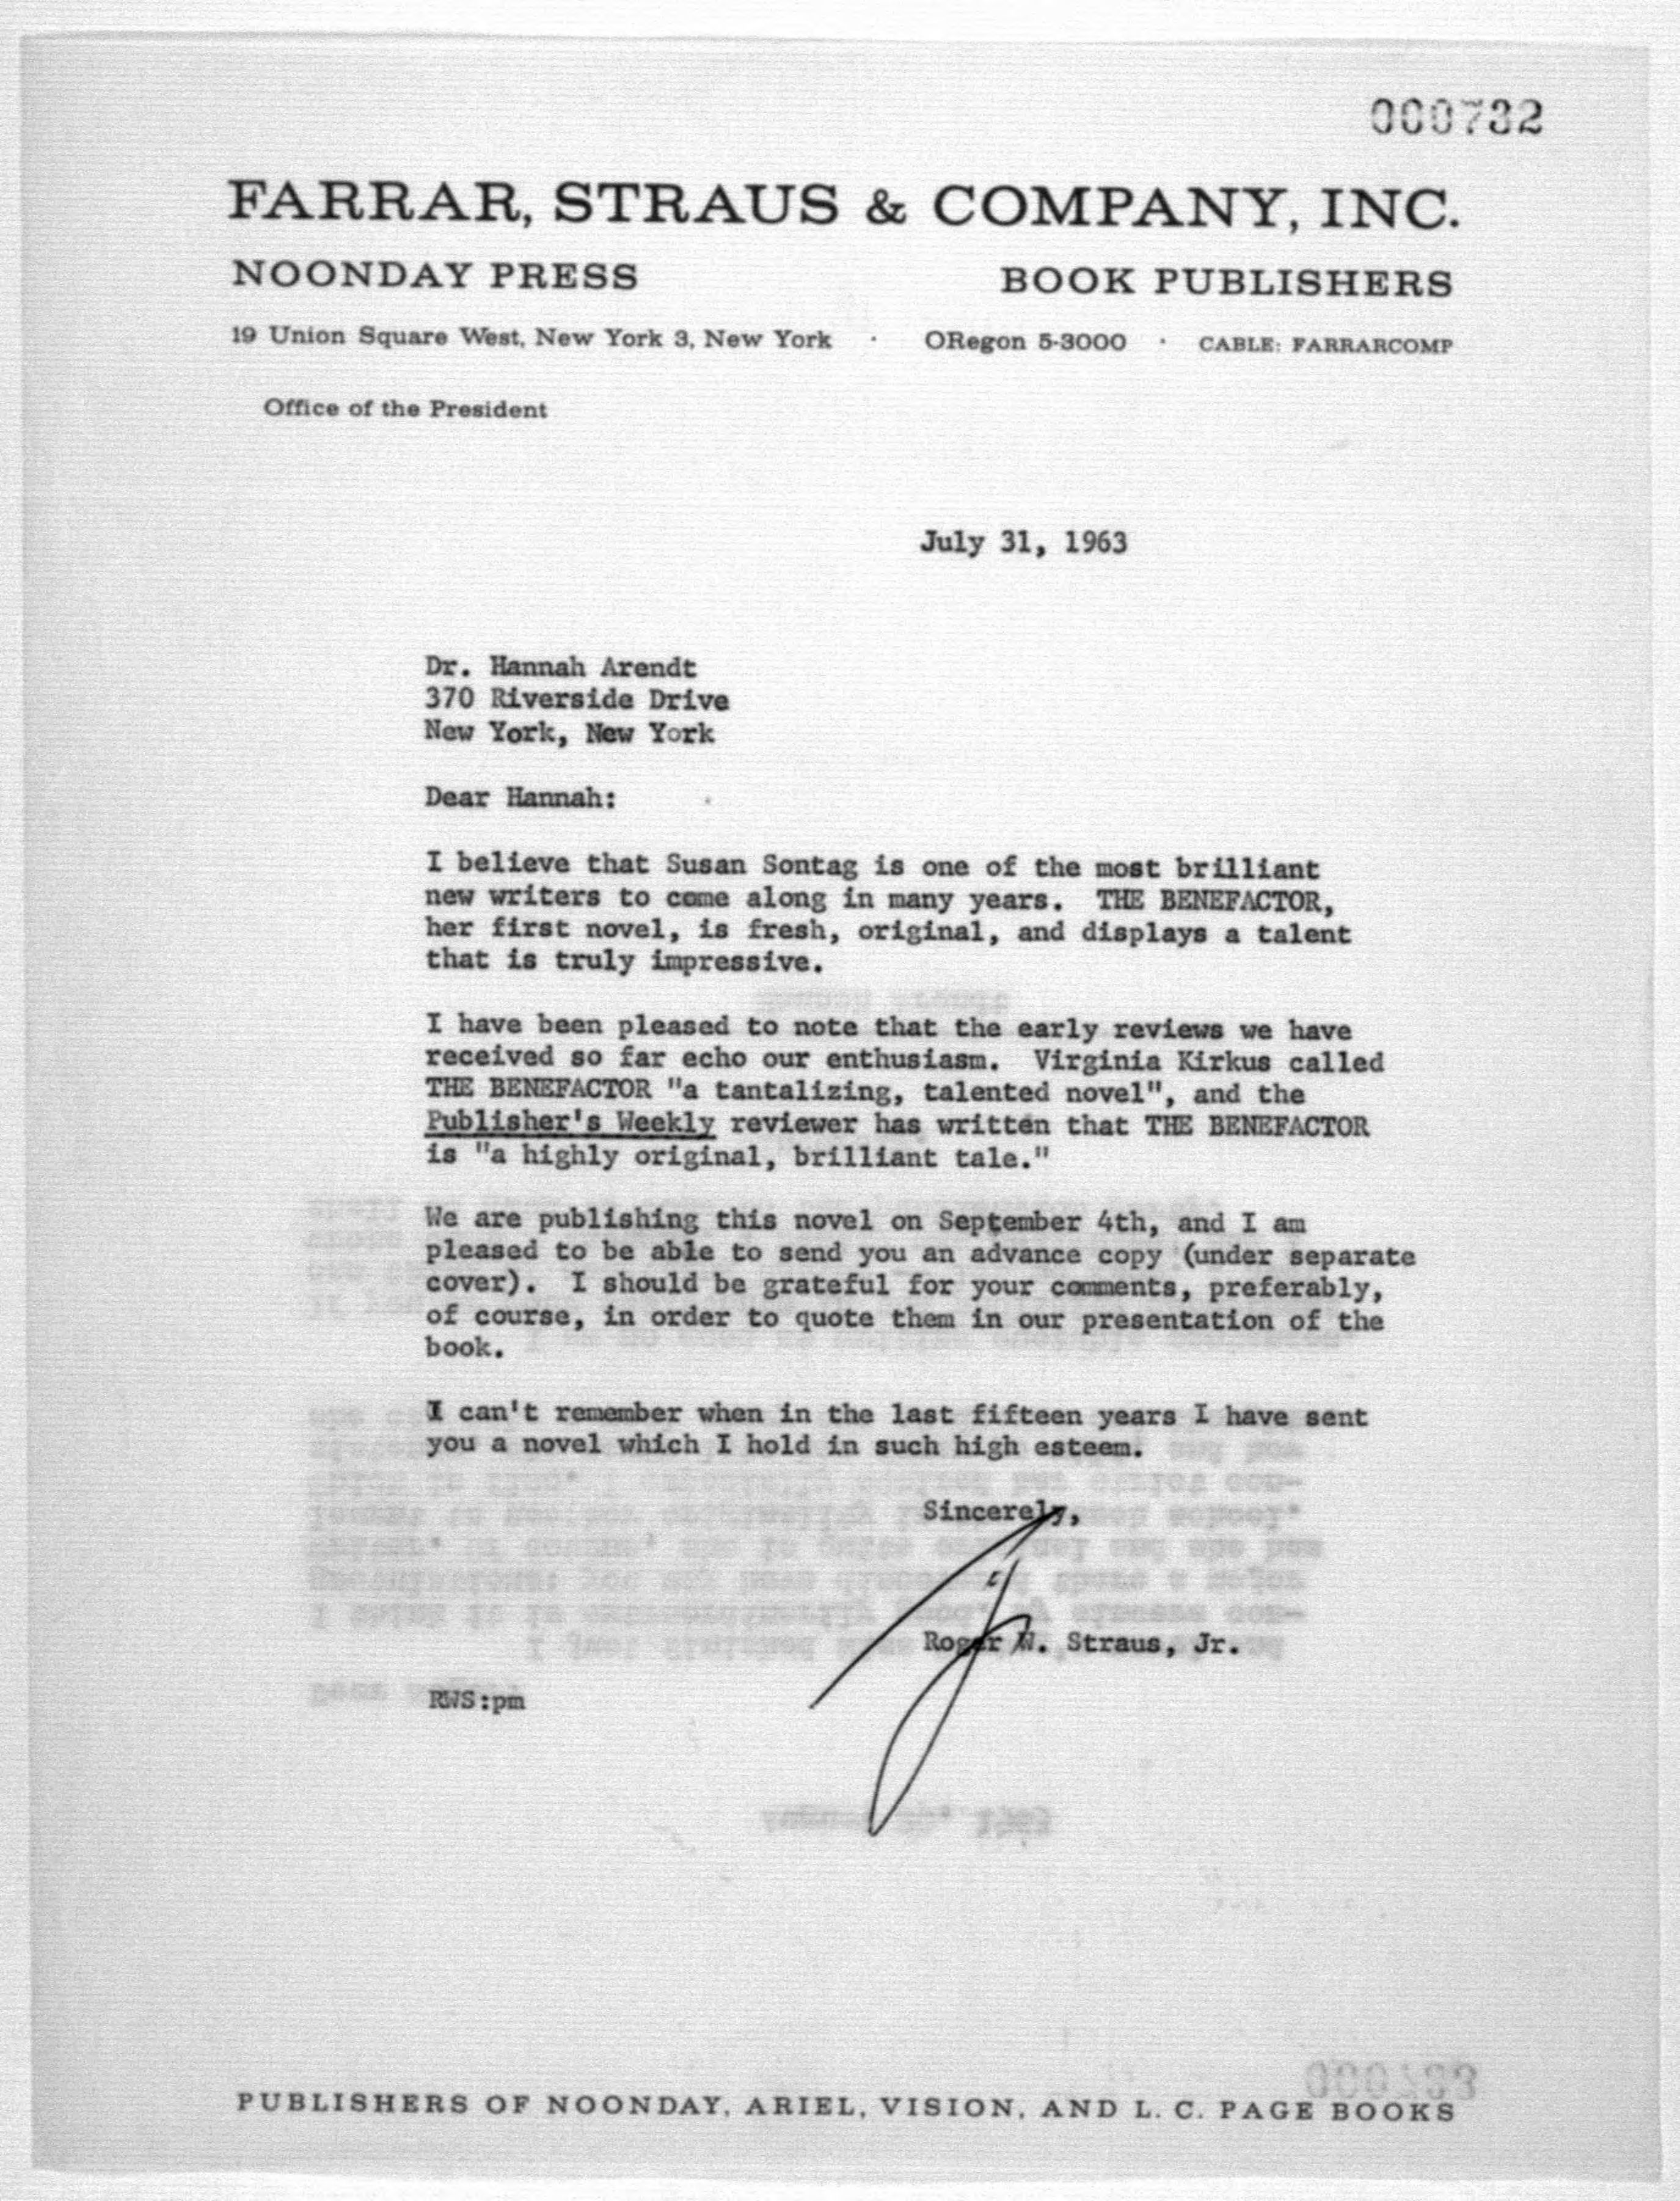 000732
FARRAR, STRAUS & COMPANY, INC.
NOONDAY PRESS BOOK PUBLISHERS
19 Union Square West, New York 3, New York · ORegon 5-3000 · CABLE: FARRARCOMP
Office of the President
July 31, 1963
Dr. Hannah Arendt
370 Riverside Drive
New York, New York
Dear Hannah:
I believe that Susan Sontag is one of the most brilliant
new writers to come along in many years. THE BENEFACTOR,
her first novel, is fresh, original, and displays a talent
that is truly impressive.
I have been pleased to note that the early reviews we have
received so far echo our enthusiasm. Virginia Kirkus called
THE BENEFACTOR "a tantalizing, talented novel", and the
Publisher's Weekly reviewer has written that THE BENEFACTOR
is "a highly original, brilliant tale."
We are publishing this novel on September 4th, and I am
pleased to be able to send you an advance copy (under separate
cover). I should be grateful for your comments, preferably,
of course, in order to quote them in our presentation of the
book.
I can't remember when in the last fifteen years I have sent
you a novel which I hold in such high esteem.
Sincerely,
Roger W. Straus, Jr.
RWS:pm
PUBLISHERS OF NOONDAY, ARIEL, VISION, AND L. C. PAGE BOOKS